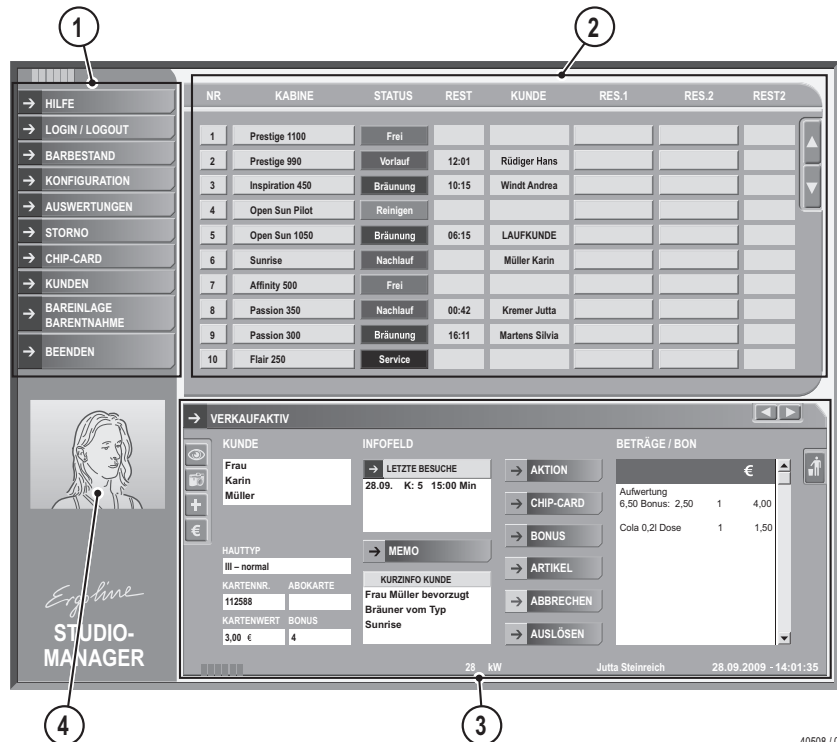 1
2
HILFE
LOGIN / LOGOUT
BARBESTAND
KONFIGURATION
AUSWERTUNGEN
STORNO
CHIP-CARD
KUNDEN
BAREINLAGE
BARENTNAHME
BEENDEN
NR KABINE STATUS REST KUNDE RES.1 RES.2 REST2
1 Prestige 1100 Frei
2 Prestige 990 Vorlauf 12:01 Rüdiger Hans
3 Inspiration 450 Bräunung 10:15 Windt Andrea
4 Open Sun Pilot Reinigen
5 Open Sun 1050 Bräunung 06:15 LAUFKUNDE
6 Sunrise Nachlauf Müller Karin
7 Affinity 500 Frei
8 Passion 350 Nachlauf 00:42 Kremer Jutta
9 Passion 300 Bräunung 16:11 Martens Silvia
10 Flair 250 Service
VERKAUFAKTIV
KUNDE
Frau
Karin
Müller
HAUTTYP
III – normal
KARTENNR. ABOKARTE
112588
KARTENWERT BONUS
3,00 € 4
€
INFOFELD
LETZTE BESUCHE
28.09. K: 5 15:00 Min
MEMO
KURZINFO KUNDE
Frau Müller bevorzugt
Bräuner vom Typ
Sunrise
AKTION
CHIP-CARD
BONUS
ARTIKEL
ABBRECHEN
AUSLÖSEN
BETRÄGE / BON
€
Aufwertung
6,50 Bonus: 2,50 1 4,00
Cola 0,2l Dose 1 1,50
28 kW Jutta Steinreich 28.09.2009 - 14:01:35
Ergoline
STUDIO-
MANAGER
4
3